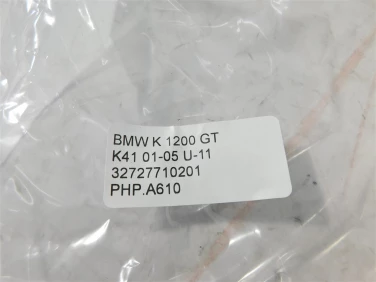 BMW K 1200 GT
K41 01-05 U-11
32727710201
PHP.A610